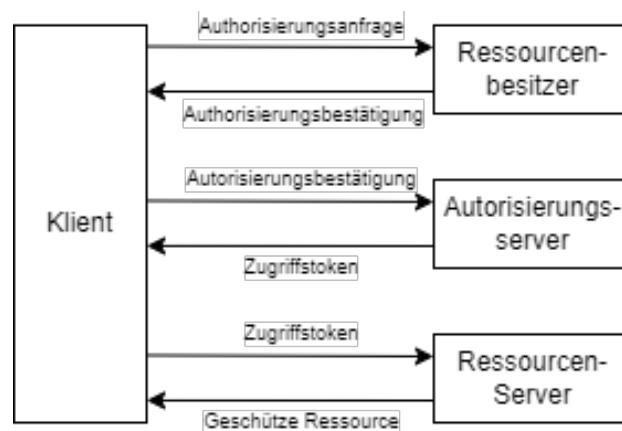 Authorisierungsanfrage
Ressourcen-
besitzer
Authorisierungsbestätigung
Autorisierungsbestätigung
Klient
Autorisierungs-
server
Zugriffstoken
Zugriffstoken
Ressourcen-
Server
Geschütze Ressource